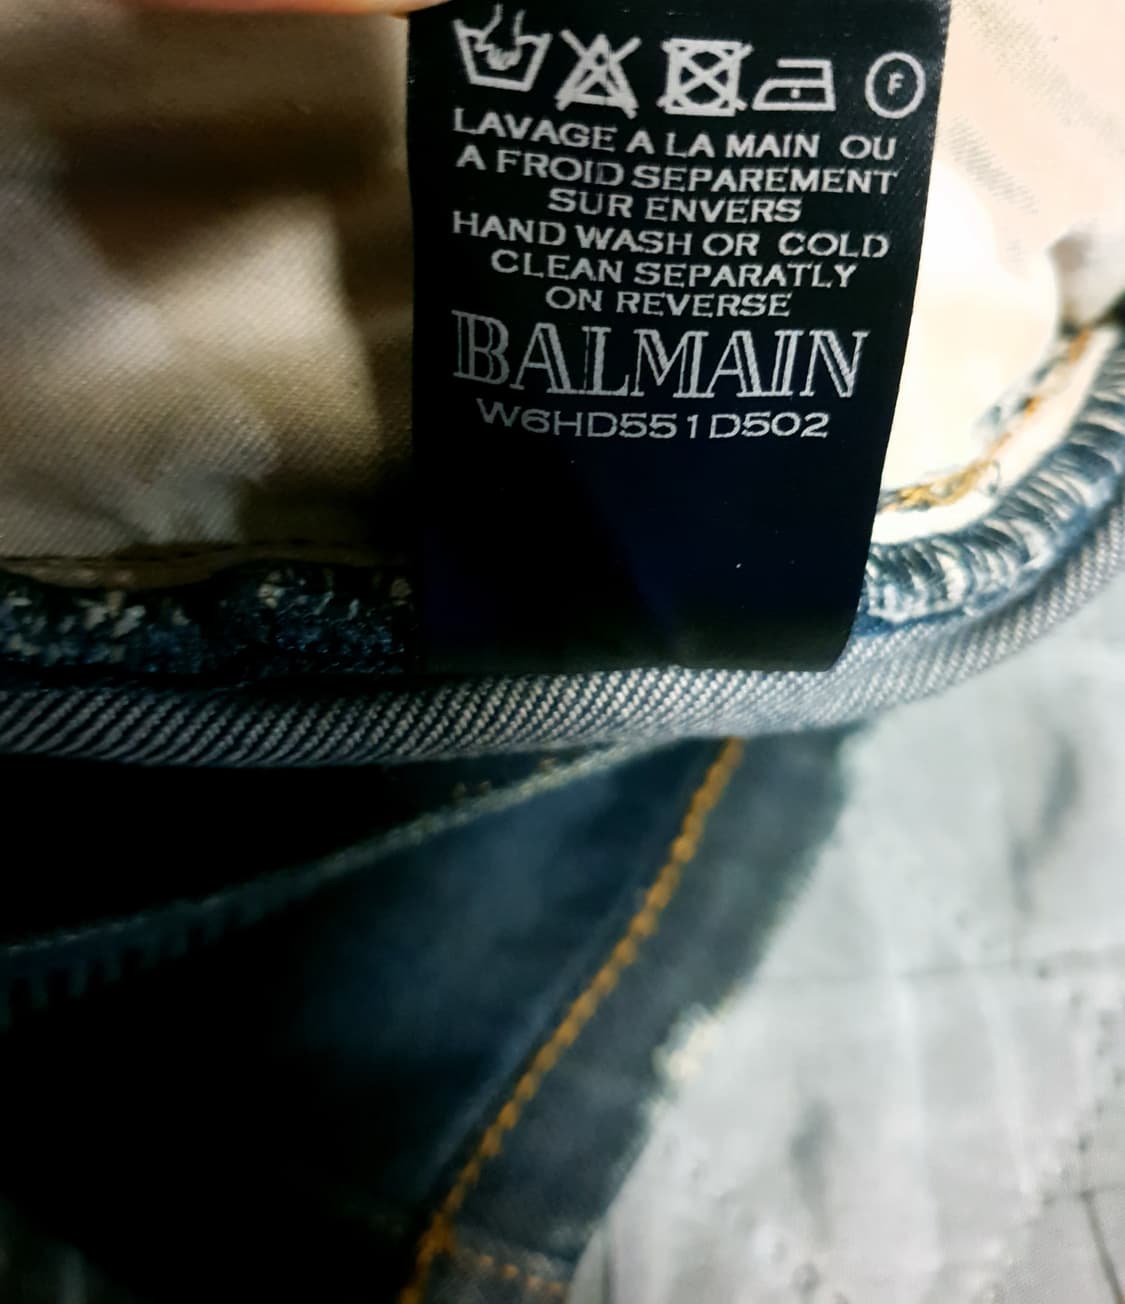 F
LAVAGE A LA MAIN OU
A FROID SEPAREMENT
SUR ENVERS
HAND WASH OR COLD
CLEAN SEPARATLY
ON REVERSE
BALMAIN
W6HD551D502